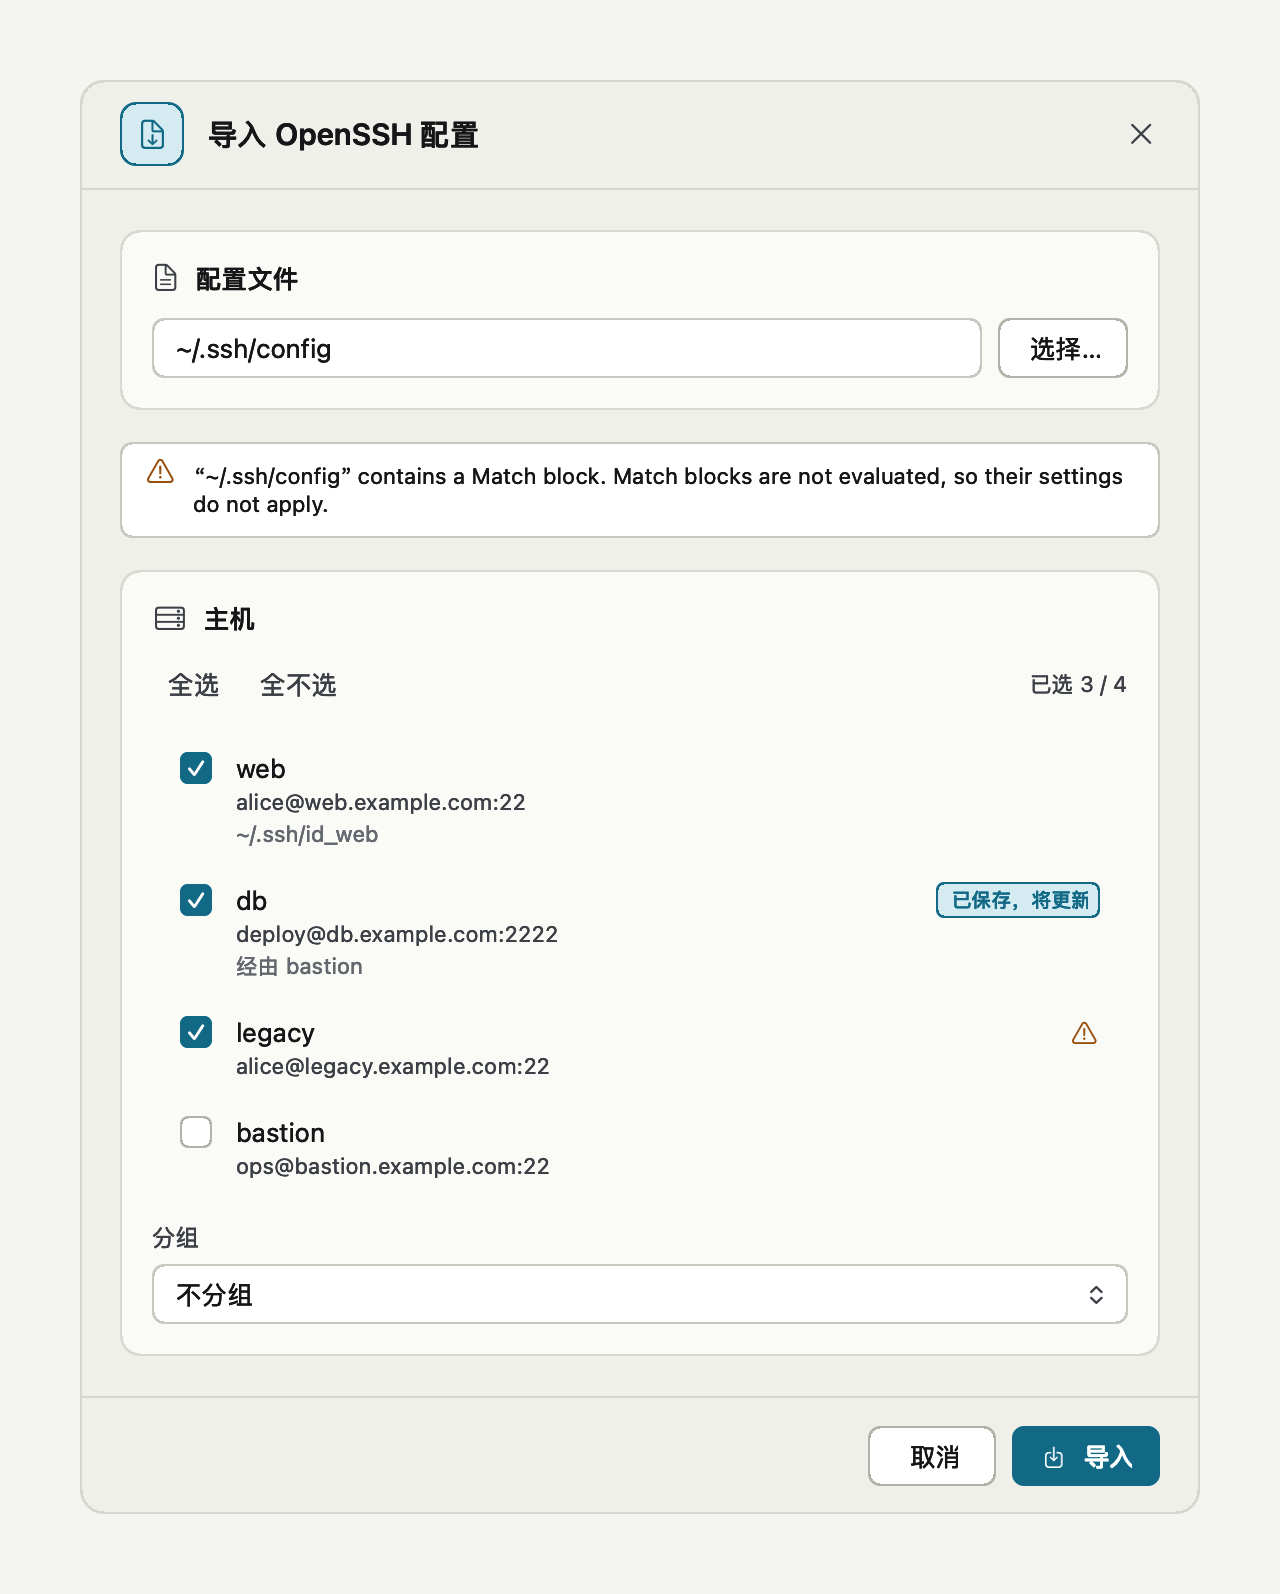 导入 OpenSSH 配置
配置文件
~/.ssh/config
选择...
“~/.ssh/config” contains a Match block. Match blocks are not evaluated, so their settings
do not apply.
主机
全选 全不选 已选 3 / 4
web
alice@web.example.com:22
~/.ssh/id_web
db 已保存，将更新
deploy@db.example.com:2222
经由 bastion
legacy
alice@legacy.example.com:22
bastion
ops@bastion.example.com:22
分组
不分组
取消 导入